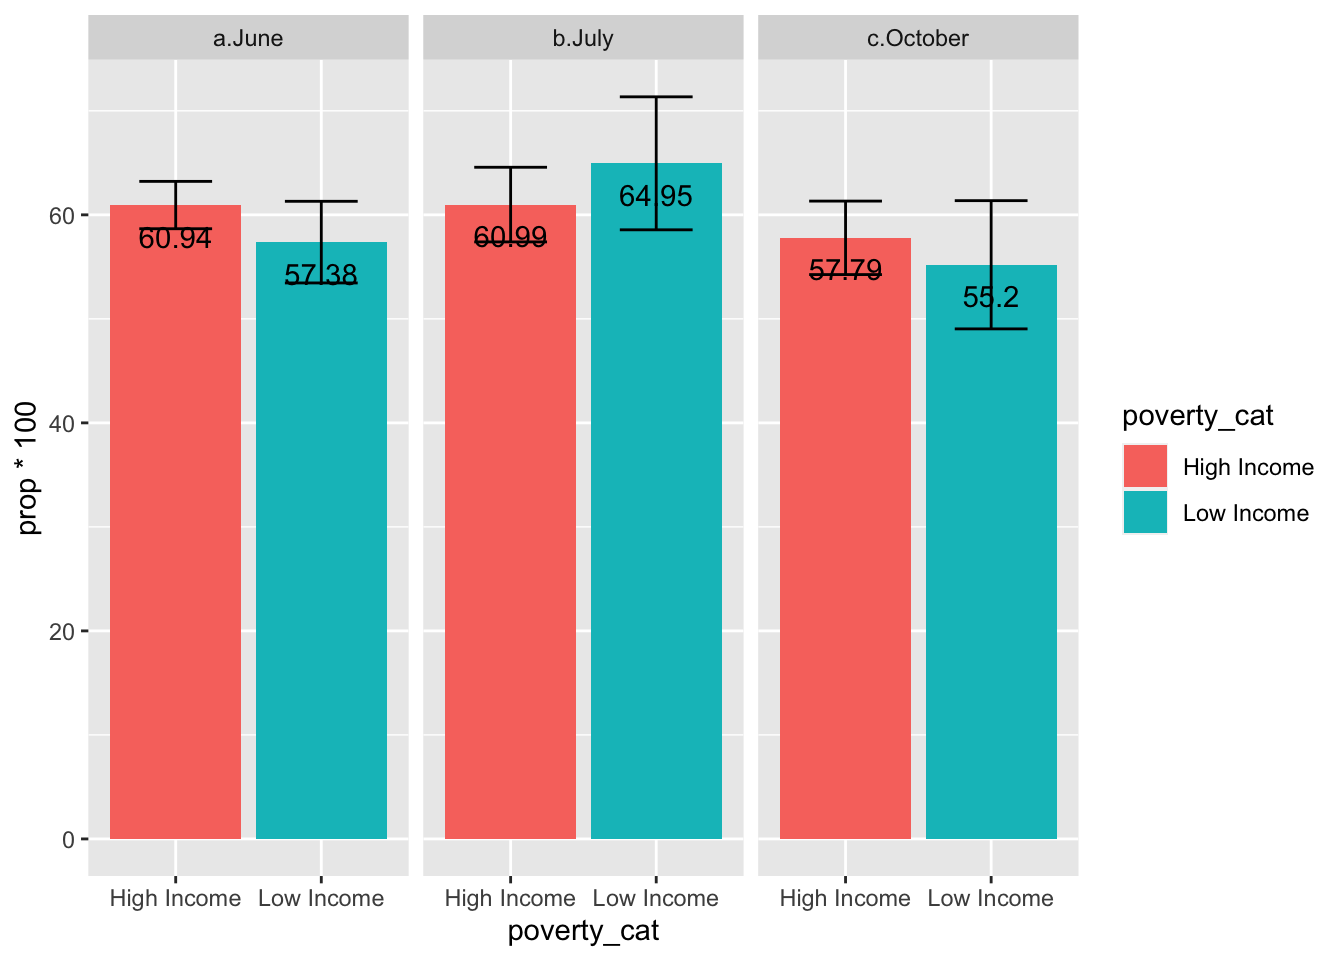 a.June b.July c.October
60
40
20
0
prop * 100
60.94 57.38 60.99 64.95 57.79 55.2
High Income Low Income High Income Low Income High Income Low Income
poverty_cat
poverty_cat
High Income
Low Income